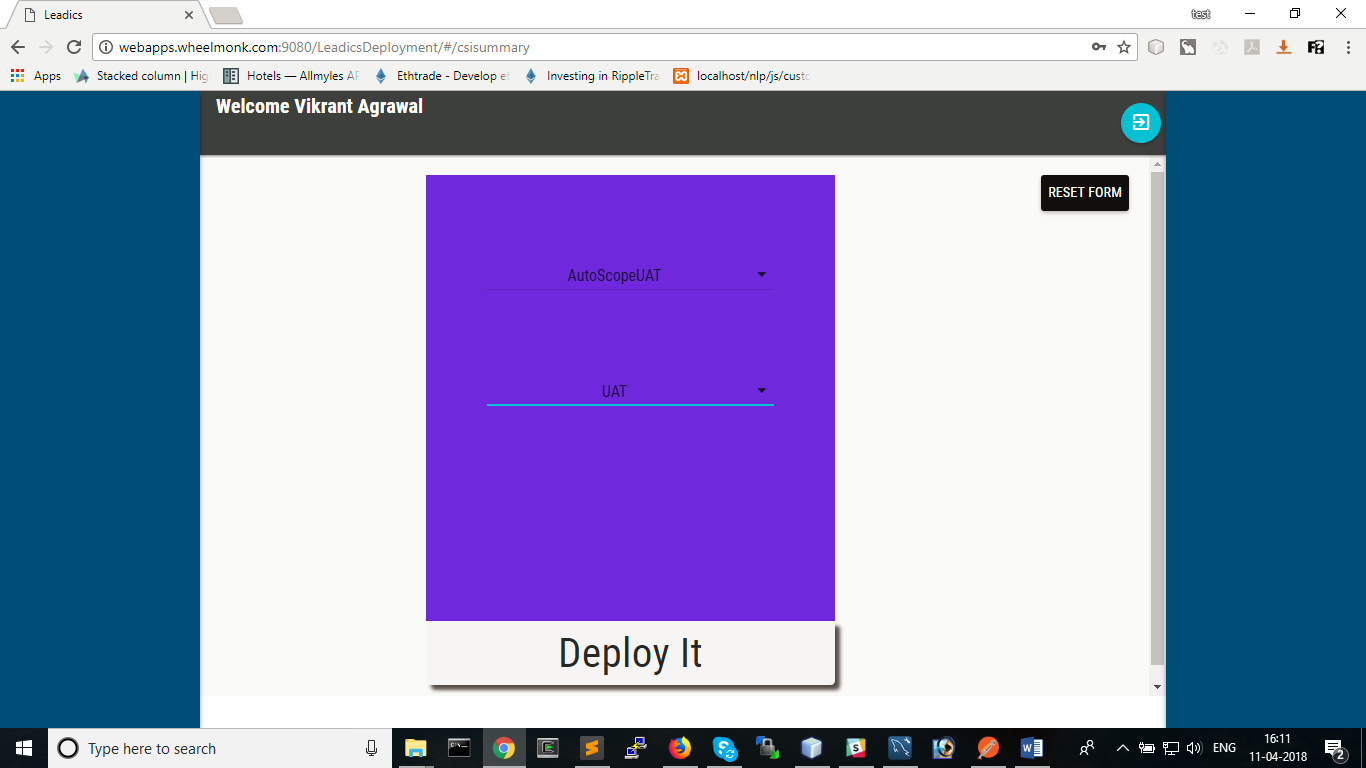 Leadics
test
webapps.wheelmonk.com:9080/LeadicsDeployment/#/csisummary
Apps
Stacked column | Hig
Hotels — Allmyles AP
Ethtrade - Develop et
Investing in RippleTra
localhost/nlp/js/custo
Welcome Vikrant Agrawal
RESET FORM
AutoScopeUAT
UAT
Deploy It
Type here to search
ENG
16:11
11-04-2018
2